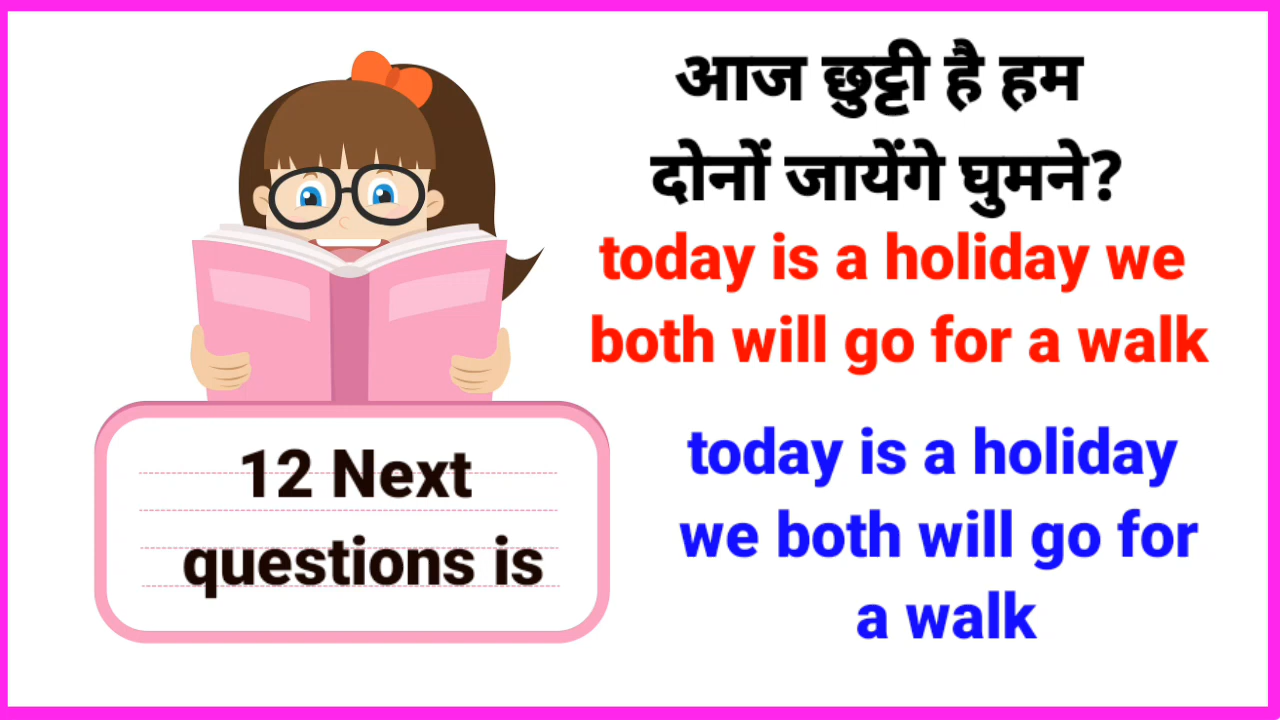 आज छुट्टी है हम
दोनों जायेंगे घुमने?
today is a holiday we
both will go for a walk
today is a holiday
we both will go for
a walk
12 Next
questions is